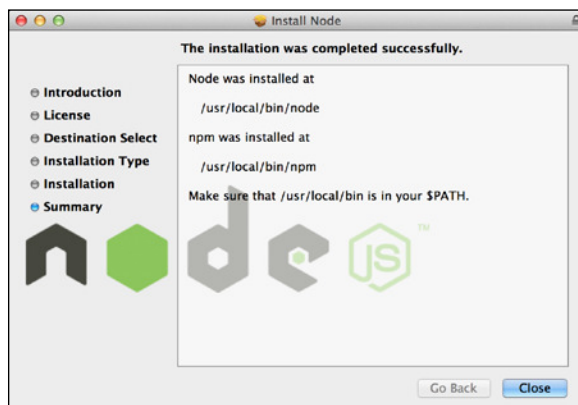 Install Node
The installation was completed successfully.
Introduction
License
Destination Select
Installation Type
Installation
Summary
Node was installed at
/usr/local/bin/node
npm was installed at
/usr/local/bin/npm
Make sure that /usr/local/bin is in your $PATH.
node
JS™
Go Back
Close